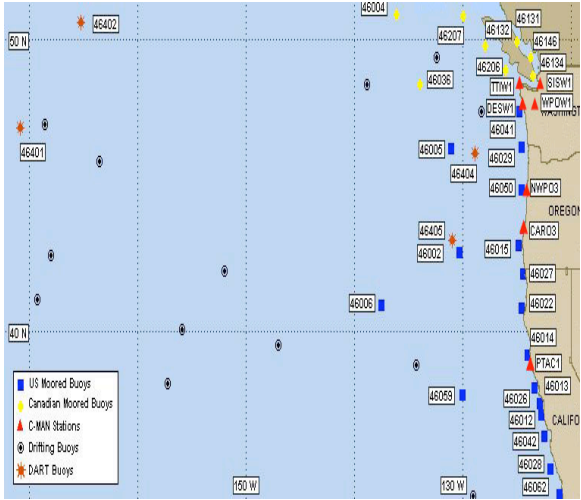 46004
46131
46132
46402
50 N
46207
46146
46134
46206
46036
TTIW1
SISW1
DESW1
WPOW1
WASHINGT
46401
46041
46005
46029
46404
46050
NWPO3
OREGON
46405
CARO3
46002
46015
46027
46006
46022
40 N
46014
PTAC1
46013
US Moored Buoys
Canadian Moored Buoys
C-MAN Stations
Drifting Buoys
DART Buoys
46059
46026
46012
CALIFO
46042
46028
150 W
130 W
46062